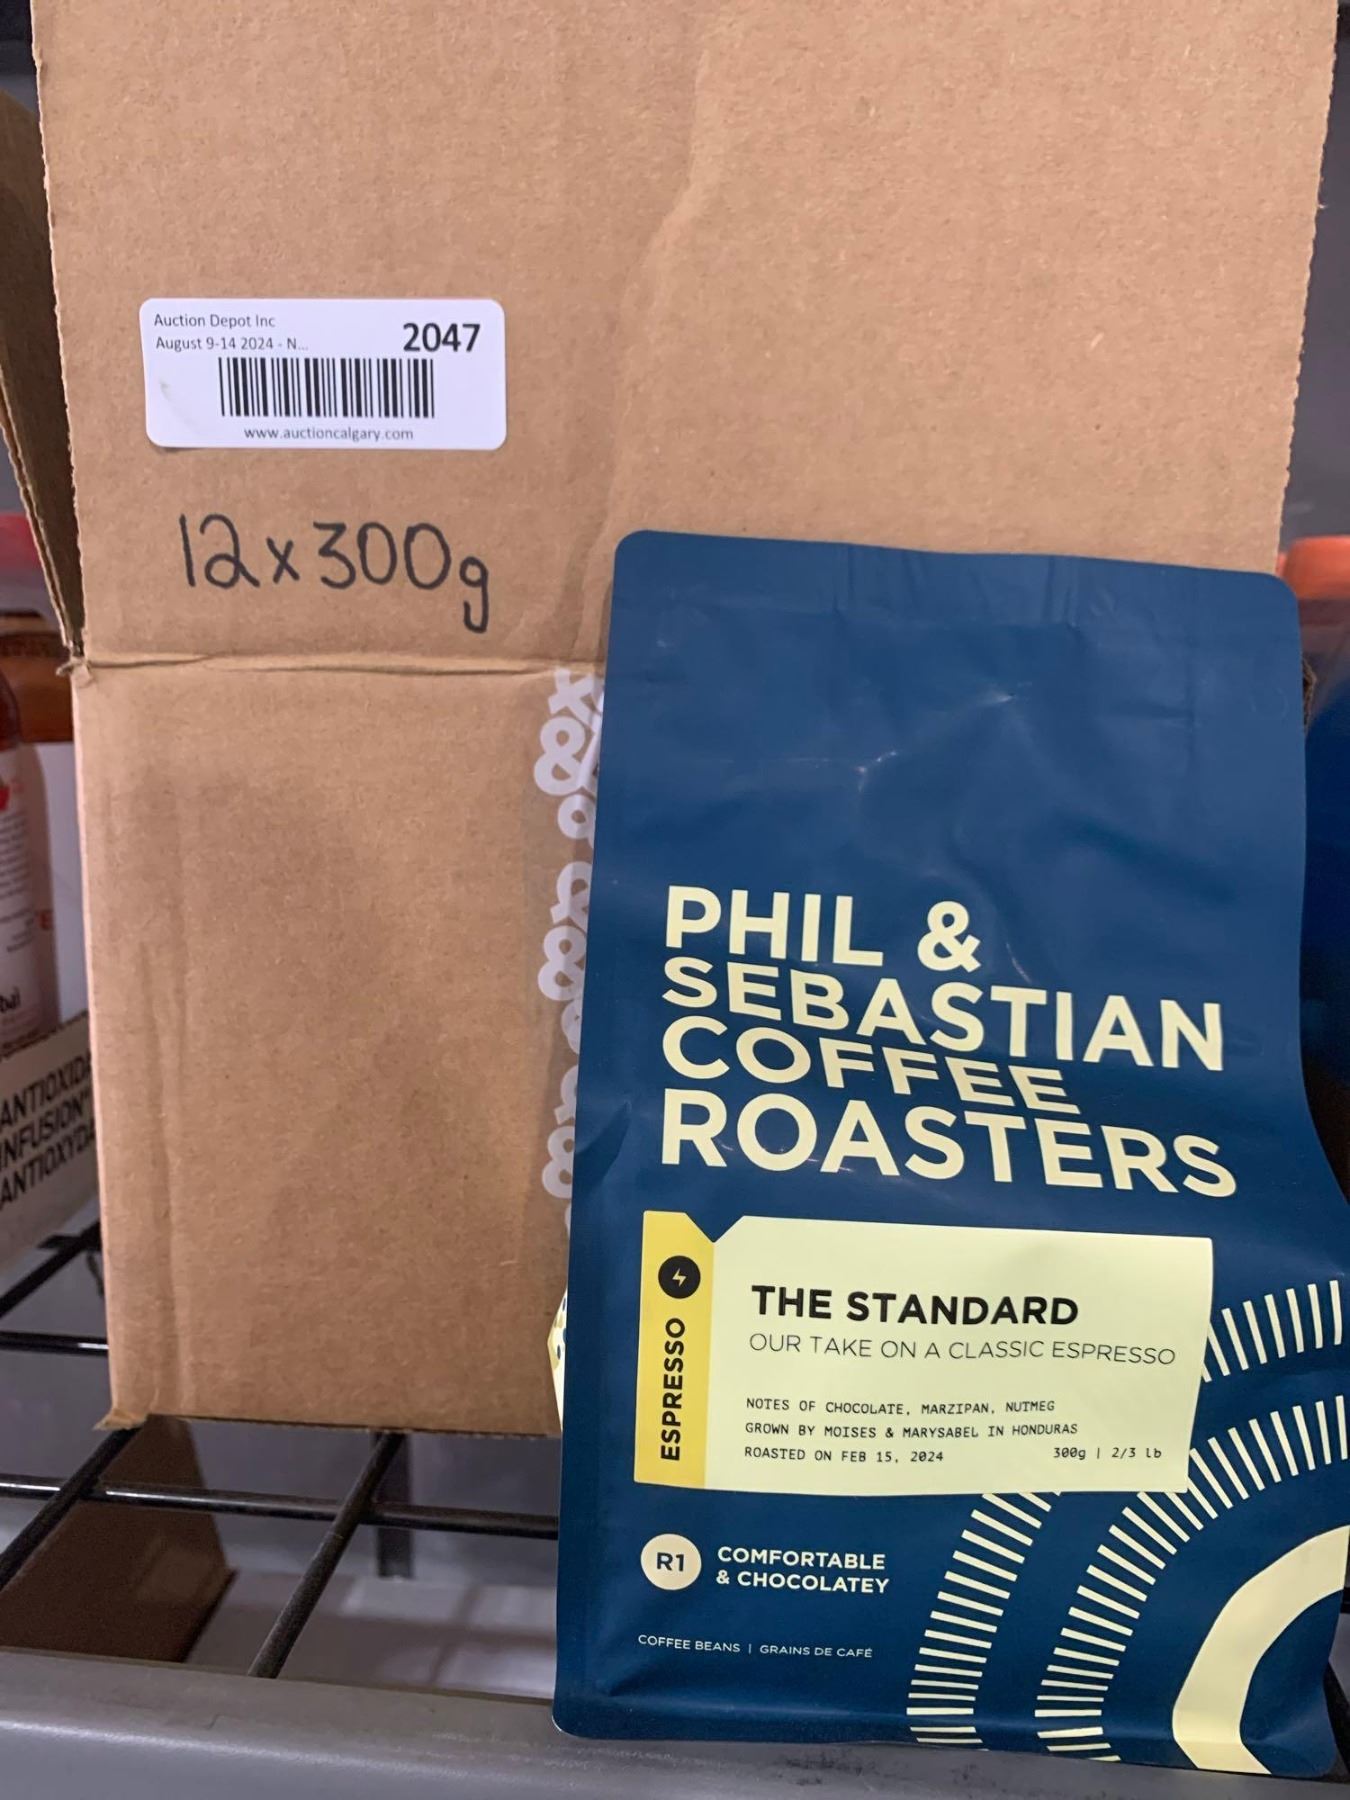 Auction Depot Inc
2047
August 9-14 2024 - N...
www.auctioncalgary.com
12x300g
PHIL &
SEBASTIAN
COFFEE
ROASTERS
ESPRESSO
THE STANDARD
OUR TAKE ON A CLASSIC ESPRESSO
NOTES OF CHOCOLATE, MARZIPAN, NUTMEG
GROWN BY MOISES & MARYSABEL IN HONDURAS
ROASTED ON FEB 15, 2024
300g | 2/3 lb
R1
COMFORTABLE
& CHOCOLATEY
COFFEE BEANS | GRAINS DE CAFÉ